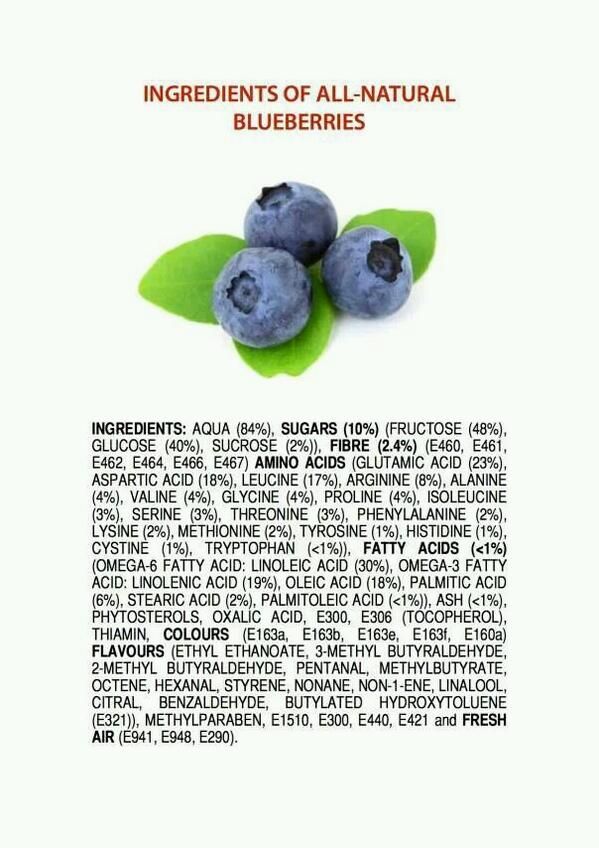 INGREDIENTS OF ALL-NATURAL
BLUEBERRIES
INGREDIENTS: AQUA (84%), SUGARS (10%) (FRUCTOSE (48%),
GLUCOSE (40%), SUCROSE (2%)), FIBRE (2.4%) (E460, E461,
E462, E464, E466, E467) AMINO ACIDS (GLUTAMIC ACID (23%),
ASPARTIC ACID (18%), LEUCINE (17%), ARGININE (8%), ALANINE
(4%), VALINE (4%), GLYCINE (4%), PROLINE (4%), ISOLEUCINE
(3%), SERINE (3%), THREONINE (3%), PHENYLALANINE (2%),
LYSINE (2%), METHIONINE (2%), TYROSINE (1%), HISTIDINE (1%),
CYSTINE (1%), TRYPTOPHAN (<1%)), FATTY ACIDS (<1%)
(OMEGA-6 FATTY ACID: LINOLEIC ACID (30%), OMEGA-3 FATTY
ACID: LINOLENIC ACID (19%), OLEIC ACID (18%), PALMITIC ACID
(6%), STEARIC ACID (2%), PALMITOLEIC ACID (<1%)), ASH (<1%),
PHYTOSTEROLS, OXALIC ACID, E300, E306 (TOCOPHEROL),
THIAMIN, COLOURS (E163a, E163b, E163e, E163f, E160a)
FLAVOURS (ETHYL ETHANOATE, 3-METHYL BUTYRALDEHYDE,
2-METHYL BUTYRALDEHYDE, PENTANAL, METHYLBUTYRATE,
OCTENE, HEXANAL, STYRENE, NONANE, NON-1-ENE, LINALOOL,
CITRAL, BENZALDEHYDE, BUTYLATED HYDROXYTOLUENE
(E321)), METHYLPARABEN, E1510, E300, E440, E421 and FRESH
AIR (E941, E948, E290).